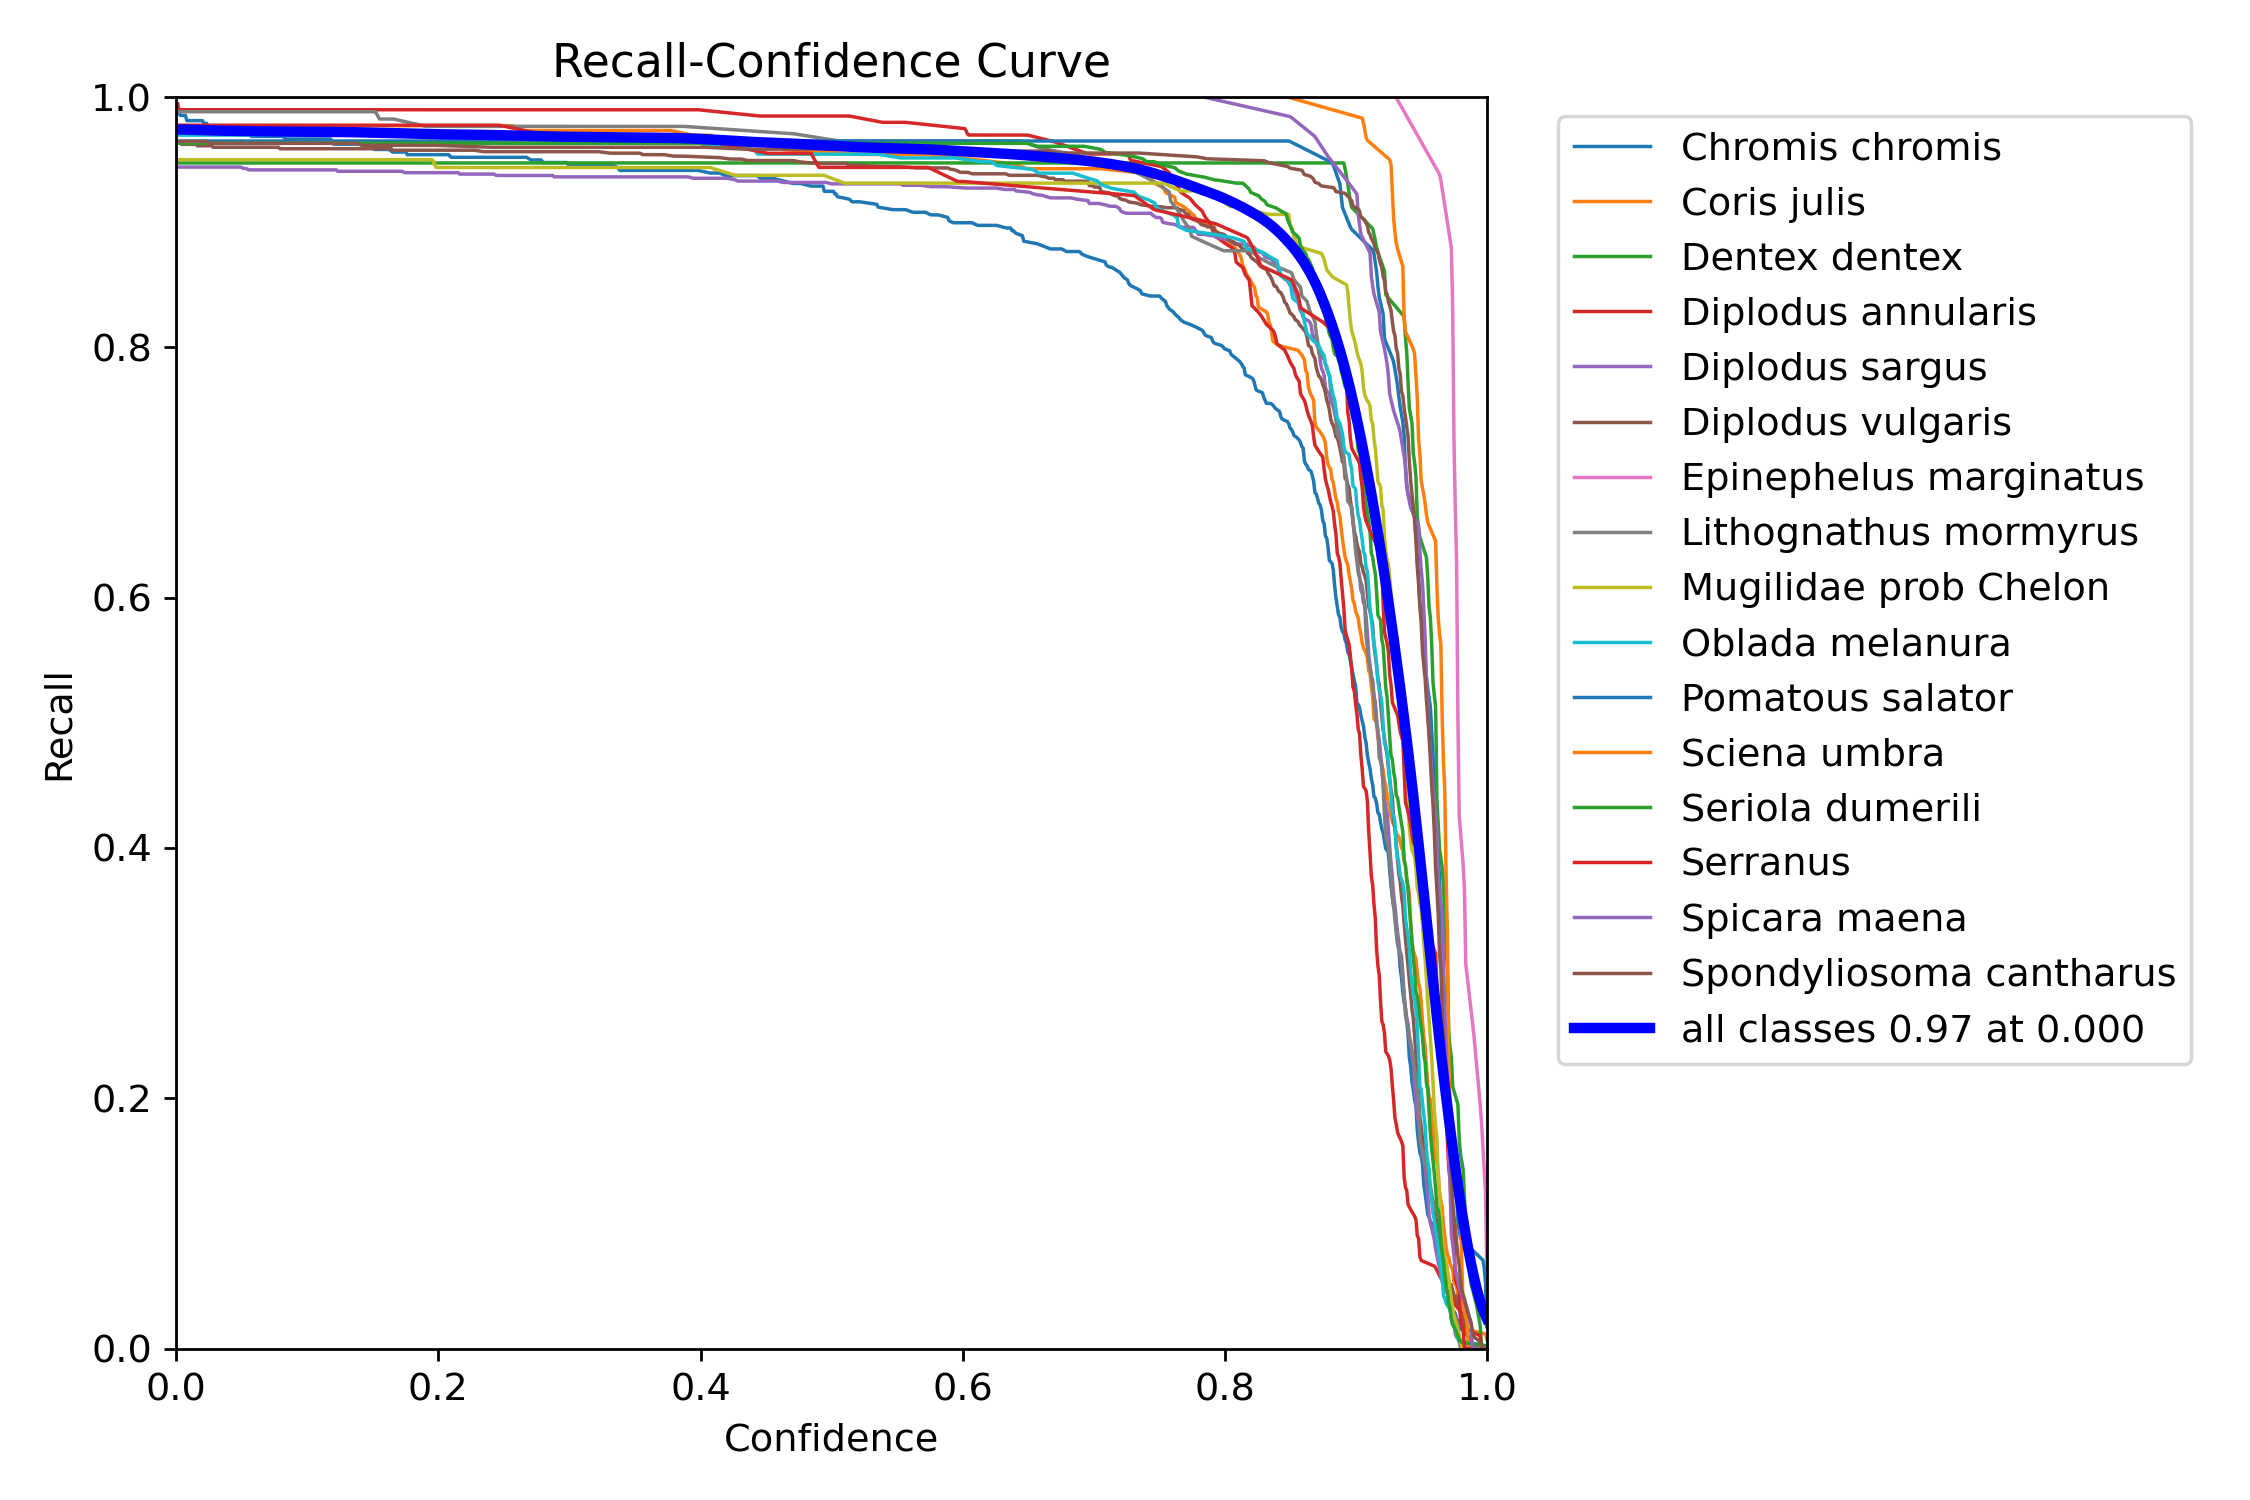 Recall-Confidence Curve
1.0
0.8
0.6
0.4
0.2
0.0
Recall
0.0 0.2 0.4 0.6 0.8 1.0
Confidence
Chromis chromis
Coris julis
Dentex dentex
Diplodus annularis
Diplodus sargus
Diplodus vulgaris
Epinephelus marginatus
Lithognathus mormyrus
Mugilidae prob Chelon
Oblada melanura
Pomatous salator
Sciena umbra
Seriola dumerili
Serranus
Spicara maena
Spondyliosoma cantharus
all classes 0.97 at 0.000